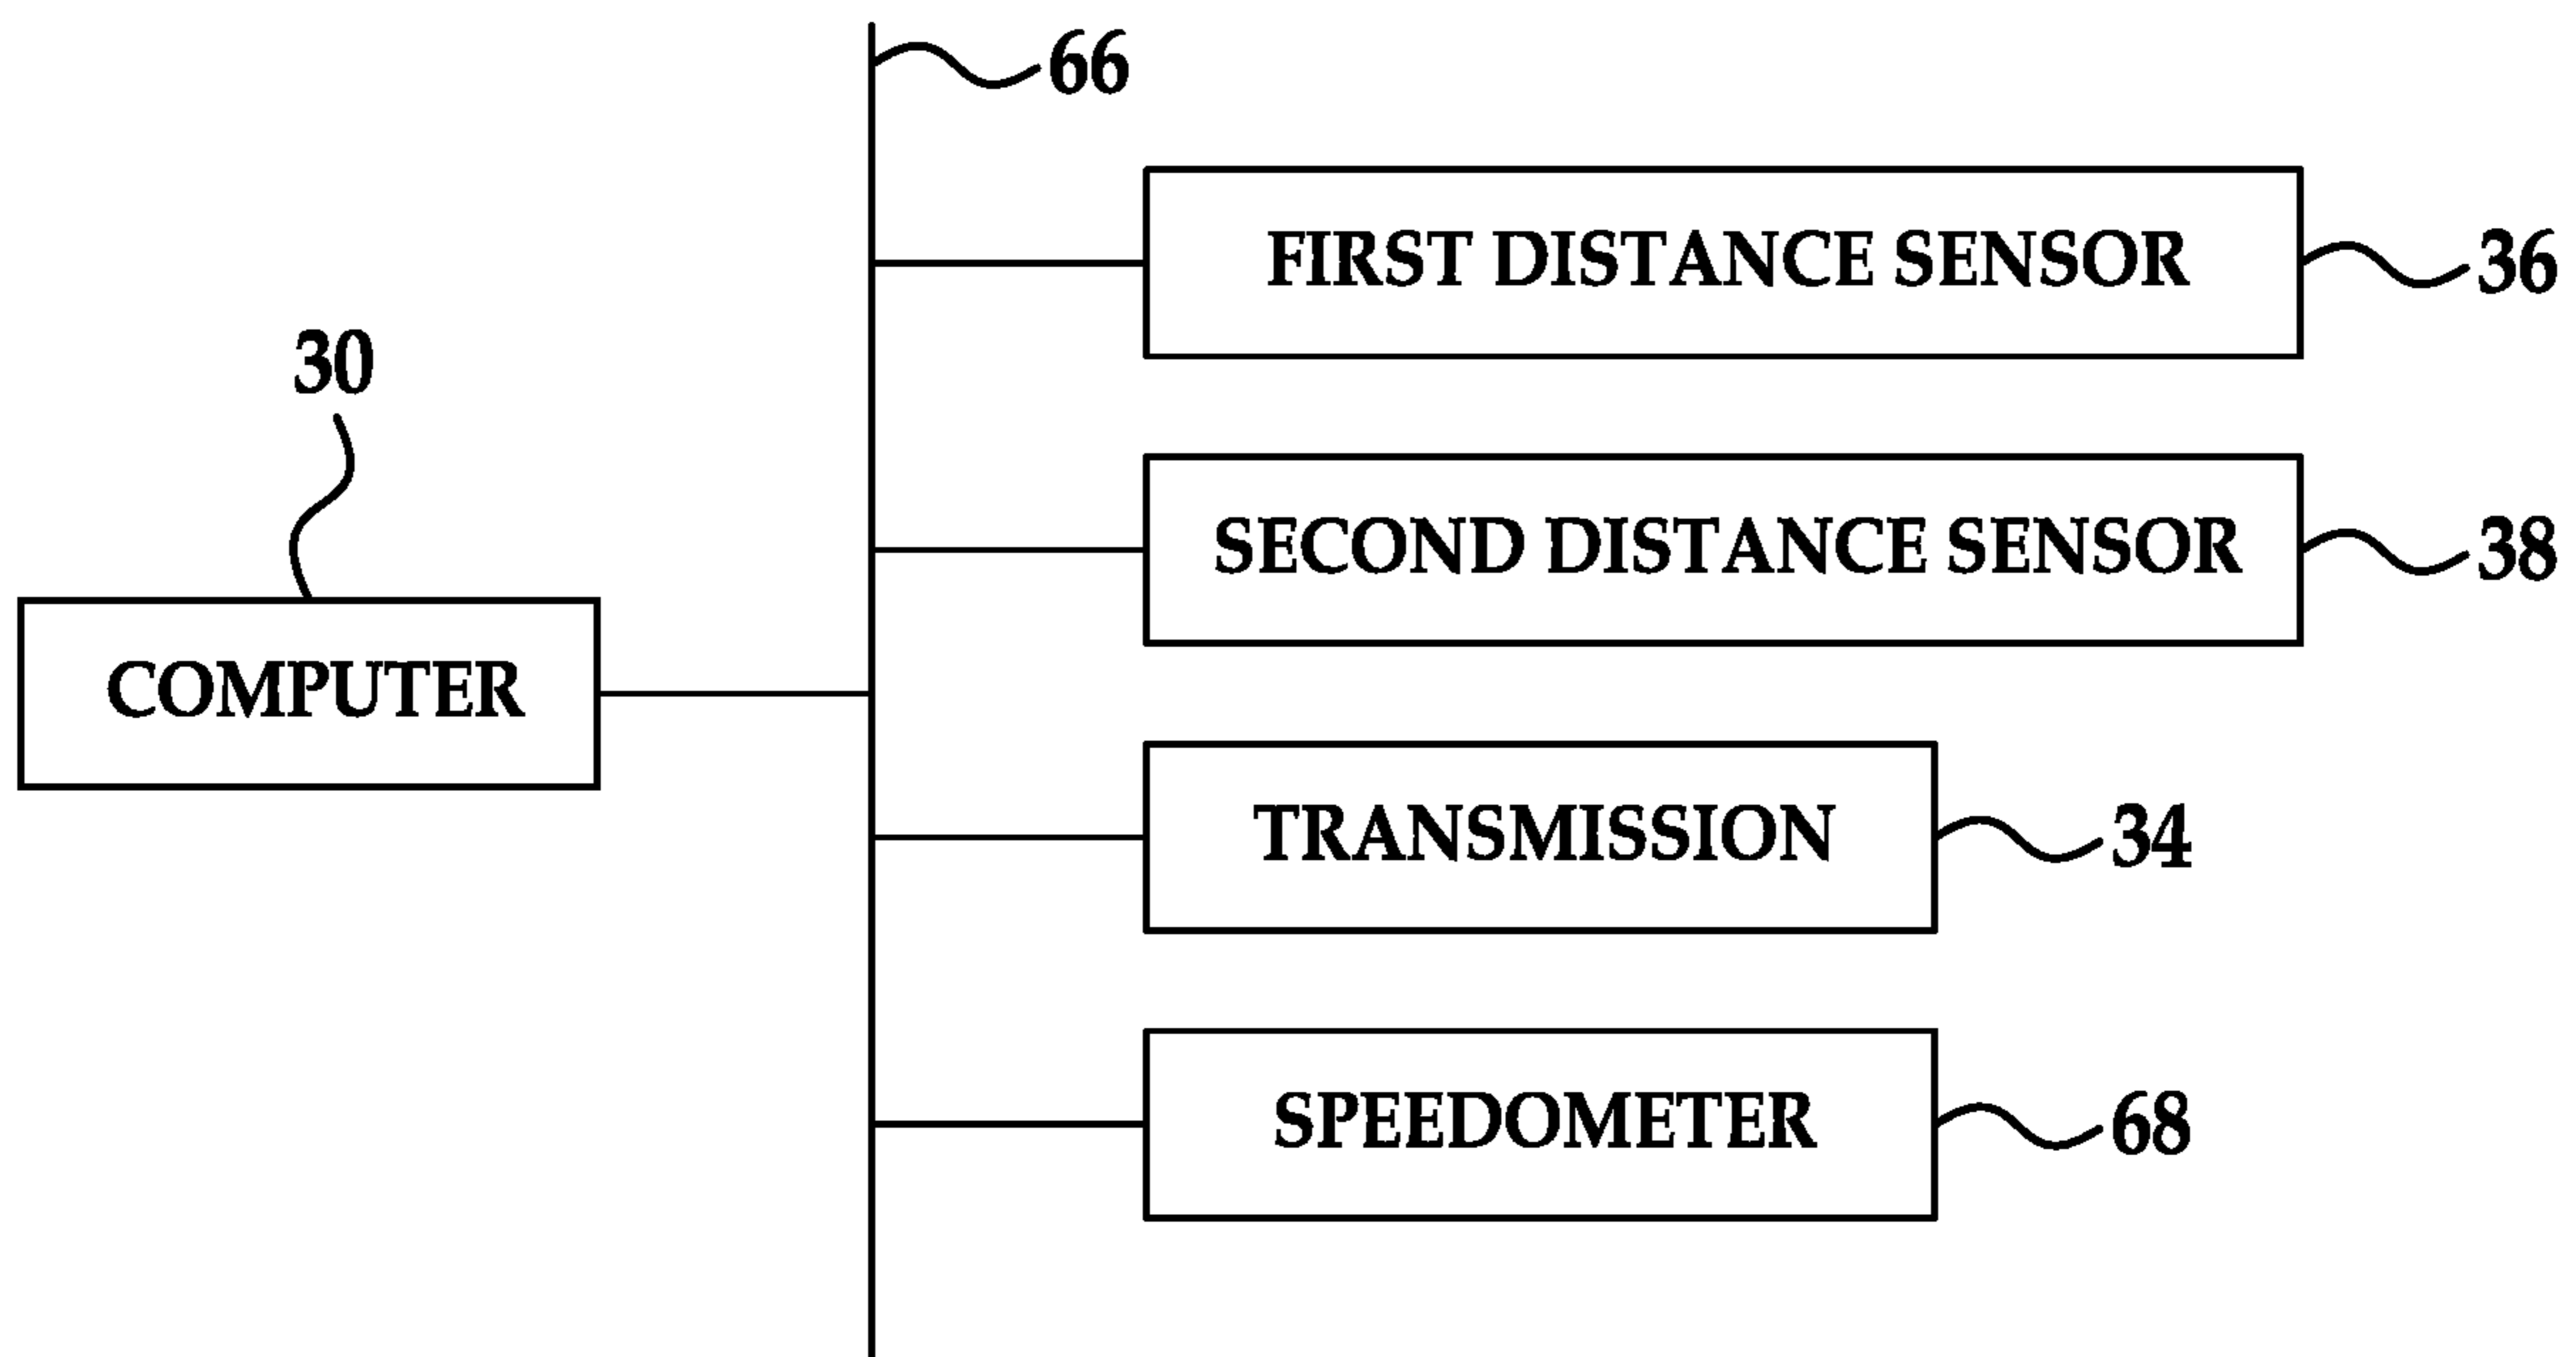 66
FIRST DISTANCE SENSOR
36
30
SECOND DISTANCE SENSOR
38
COMPUTER
TRANSMISSION
34
SPEEDOMETER
68